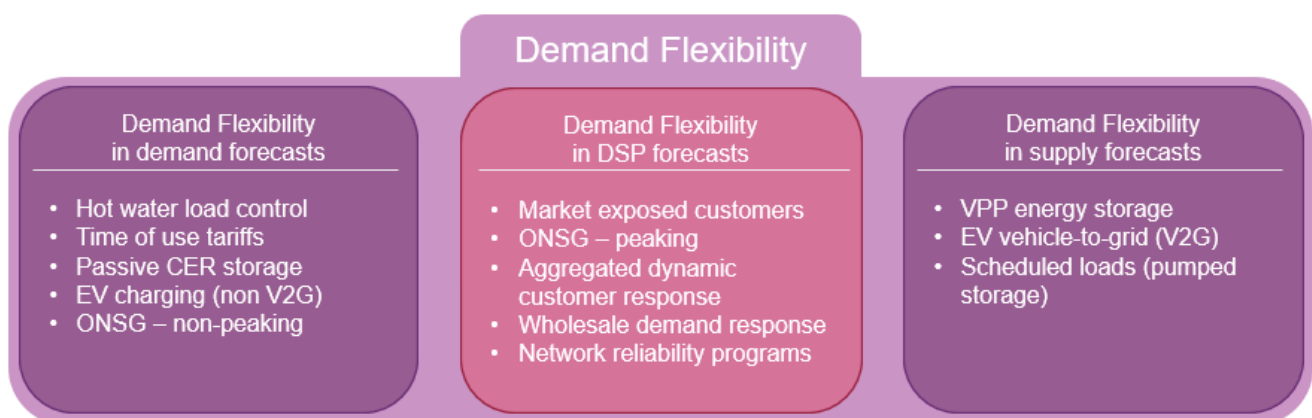 Demand Flexibility
Demand Flexibility
in demand forecasts
• Hot water load control
• Time of use tariffs
• Passive CER storage
• EV charging (non V2G)
• ONSG – non-peaking
Demand Flexibility
in DSP forecasts
• Market exposed customers
• ONSG – peaking
• Aggregated dynamic
customer response
• Wholesale demand response
• Network reliability programs
Demand Flexibility
in supply forecasts
• VPP energy storage
• EV vehicle-to-grid (V2G)
• Scheduled loads (pumped
storage)